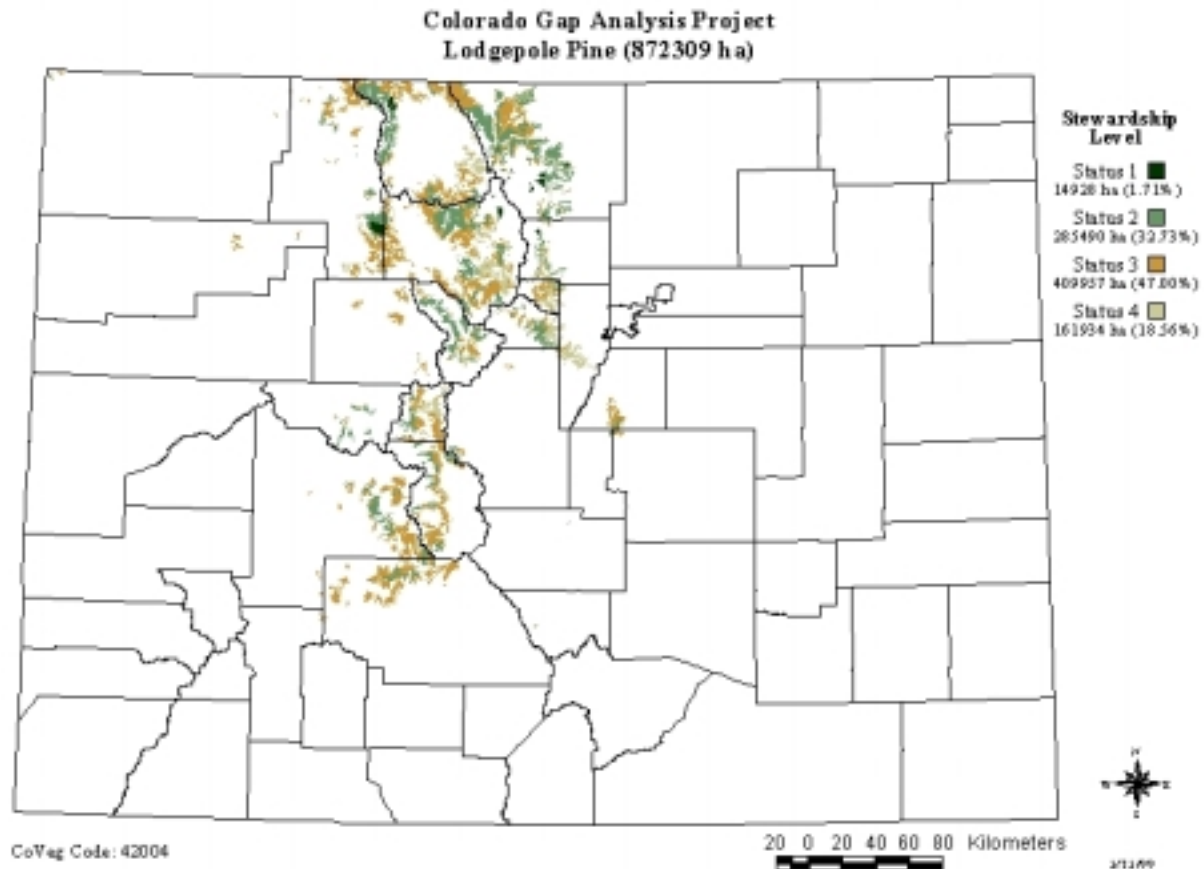 Colorado Gap Analysis Project
Lodgepole Pine (872309 ha)
Stewardship
Level
Status 1
14928 ha (1.71%)
Status 2
285490 ha (32.73%)
Status 3
409957 ha (47.00%)
Status 4
161934 ha (18.56%)
CoVeg Code: 42004
20 0 20 40 60 80 Kilometers